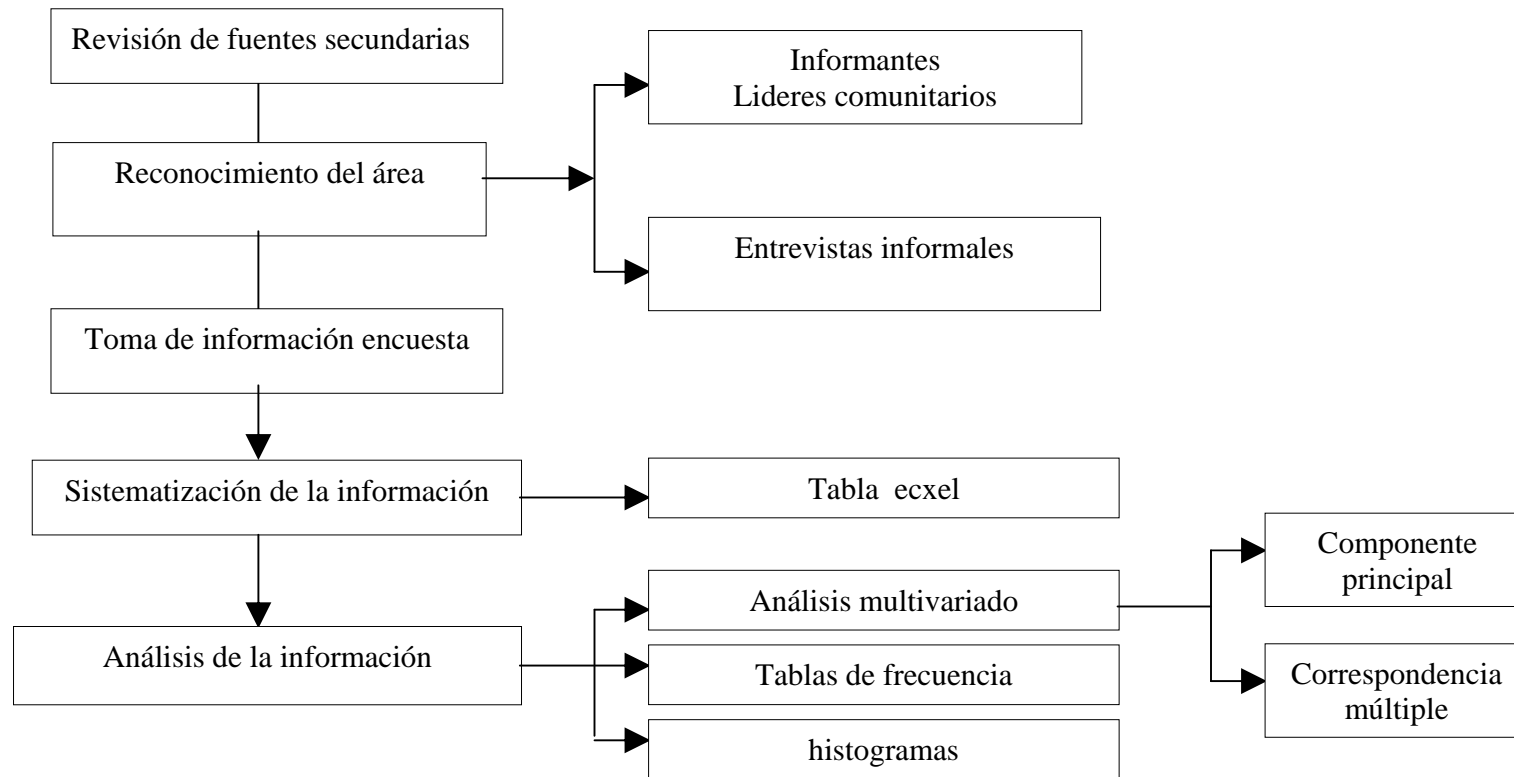 Revisión de fuentes secundarias
Informantes
Lideres comunitarios
Reconocimiento del área
Entrevistas informales
Toma de información encuesta
Sistematización de la información
Tabla ecxel
Componente
principal
Análisis multivariado
Análisis de la información
Tablas de frecuencia
Correspondencia
múltiple
histogramas